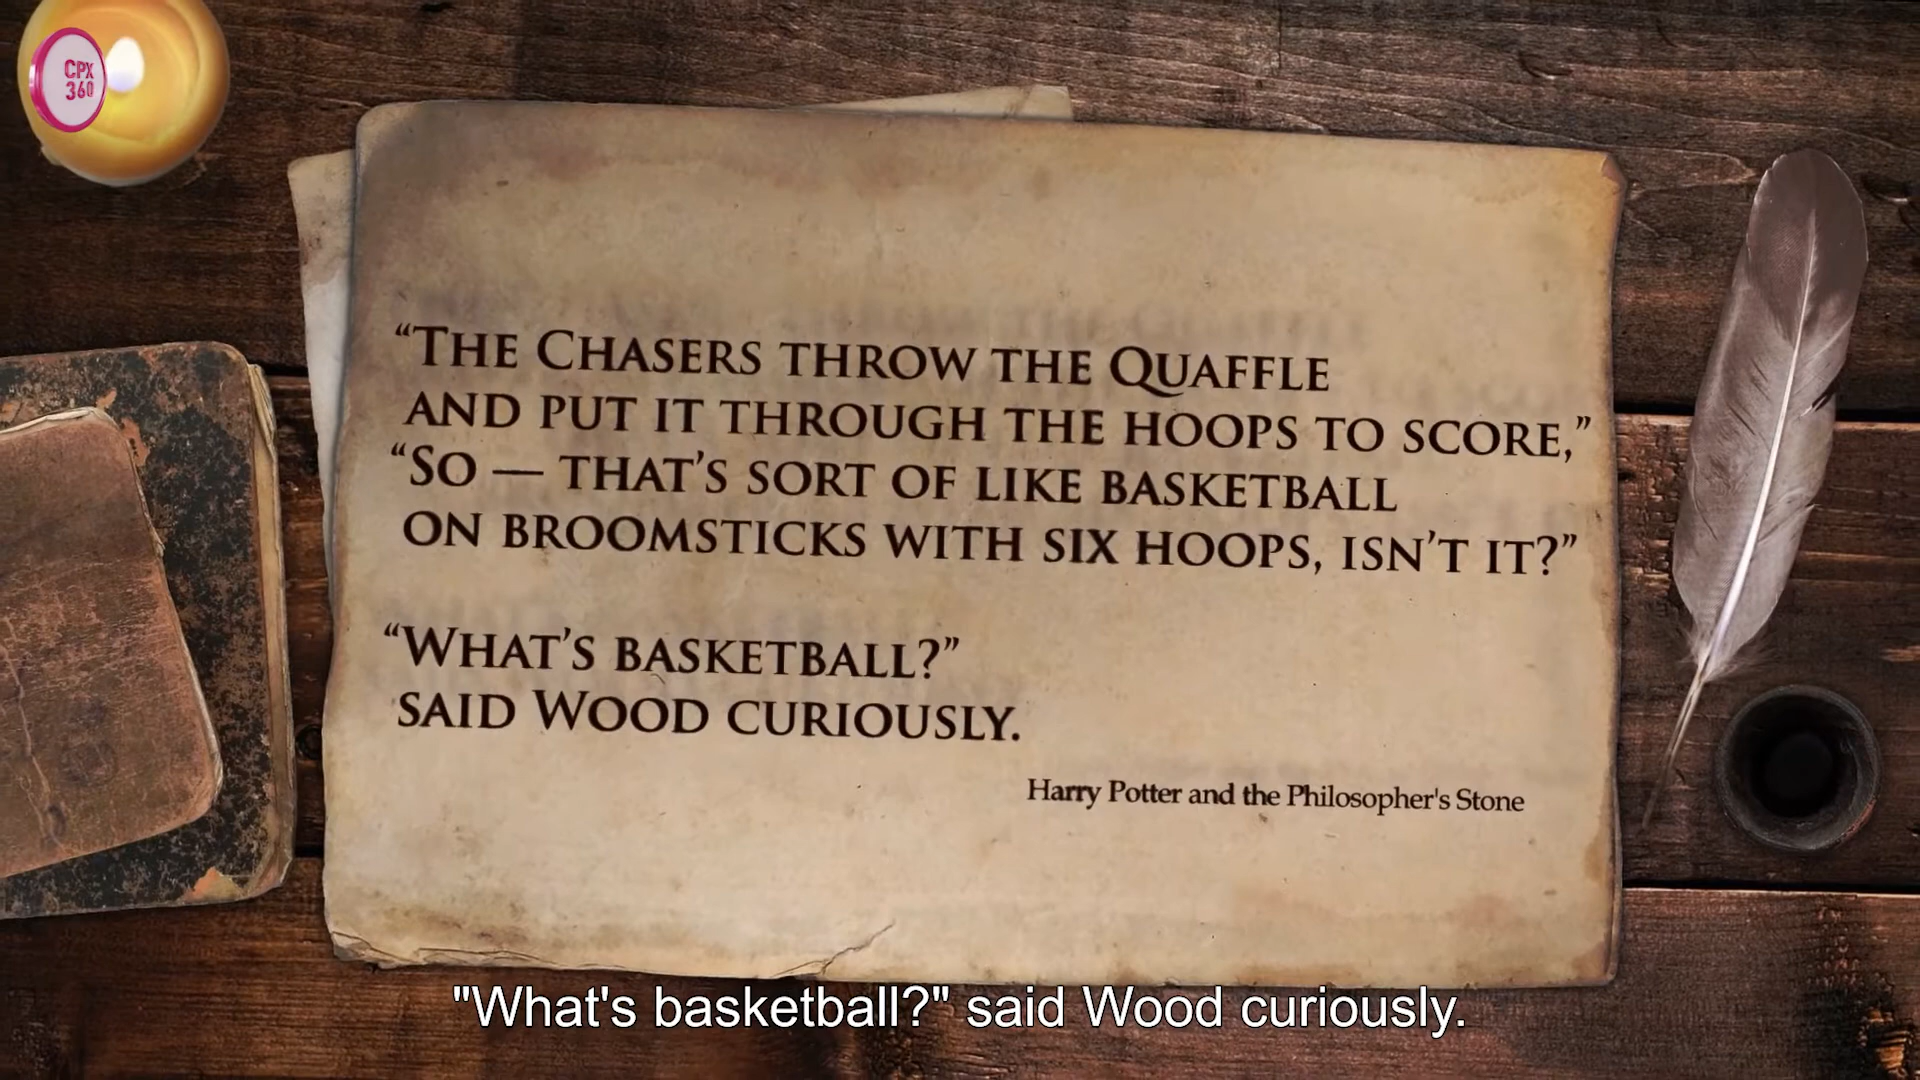 CPX
360
“THE CHASERS THROW THE QUAFFLE
AND PUT IT THROUGH THE HOOPS TO SCORE,”
“SO — THAT’S SORT OF LIKE BASKETBALL
ON BROOMSTICKS WITH SIX HOOPS, ISN’T IT?”
“WHAT’S BASKETBALL?”
SAID WOOD CURIOUSLY.
Harry Potter and the Philosopher's Stone
"What's basketball?" said Wood curiously.